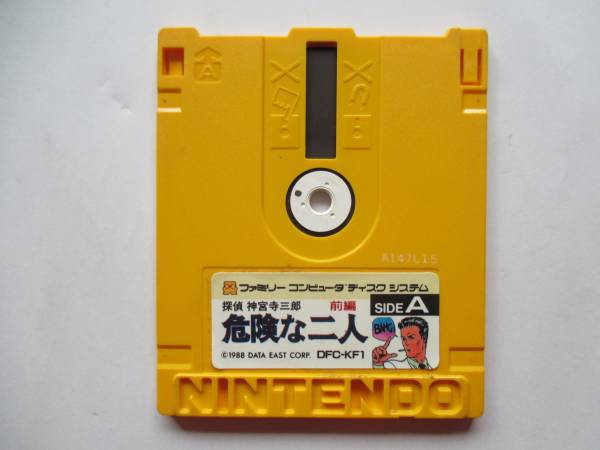 A
A147L15
ファミリー コンピュータ ディスク システム
探偵 神宮寺三郎 前編
SIDE A
危険な二人
BANG
©1988 DATA EAST CORP. DFC-KF1
NINTENDO